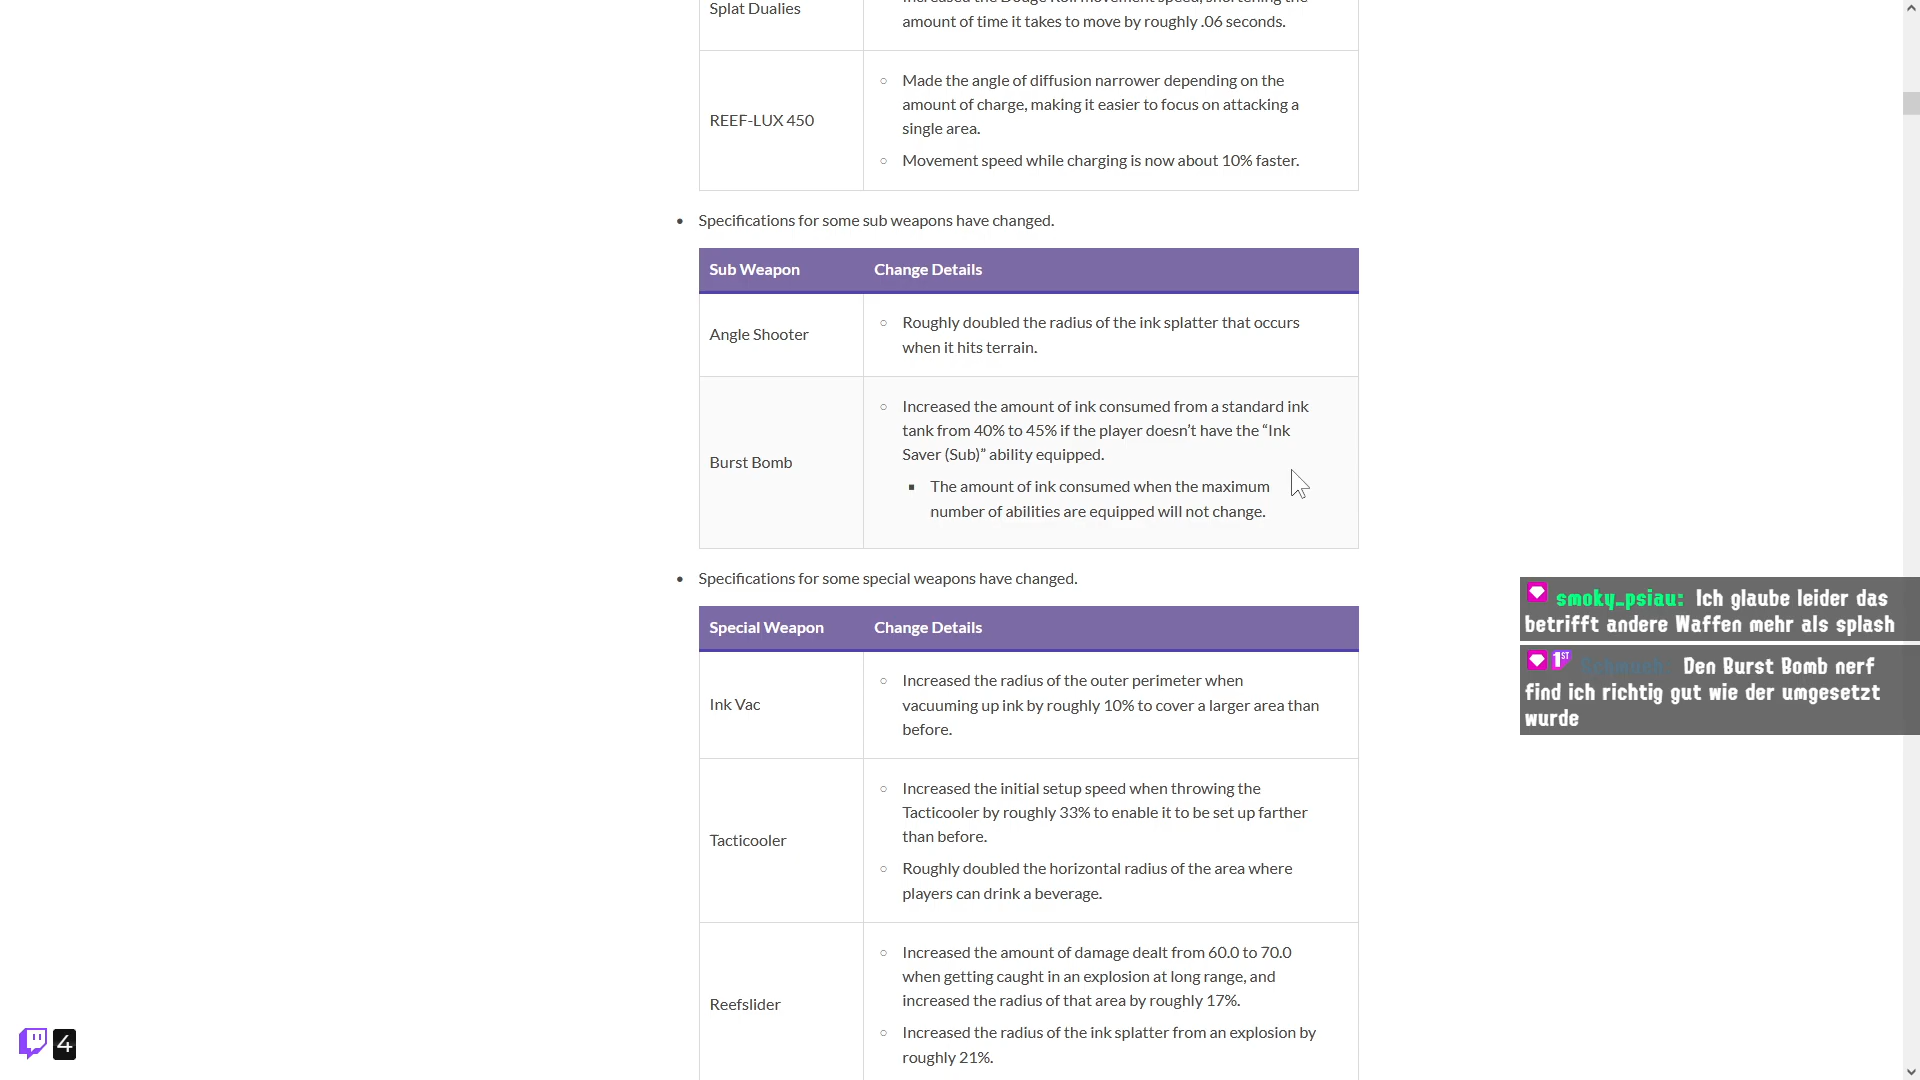 Splat Dualies
amount of time it takes to move by roughly .06 seconds.
REEF-LUX 450
○ Made the angle of diffusion narrower depending on the
amount of charge, making it easier to focus on attacking a
single area.
○ Movement speed while charging is now about 10% faster.
• Specifications for some sub weapons have changed.
Sub Weapon Change Details
Angle Shooter
○ Roughly doubled the radius of the ink splatter that occurs
when it hits terrain.
Burst Bomb
○ Increased the amount of ink consumed from a standard ink
tank from 40% to 45% if the player doesn’t have the “Ink
Saver (Sub)” ability equipped.
▪ The amount of ink consumed when the maximum
number of abilities are equipped will not change.
• Specifications for some special weapons have changed.
Special Weapon Change Details
Ink Vac
○ Increased the radius of the outer perimeter when
vacuuming up ink by roughly 10% to cover a larger area than
before.
Tacticooler
○ Increased the initial setup speed when throwing the
Tacticooler by roughly 33% to enable it to be set up farther
than before.
○ Roughly doubled the horizontal radius of the area where
players can drink a beverage.
Reefslider
○ Increased the amount of damage dealt from 60.0 to 70.0
when getting caught in an explosion at long range, and
increased the radius of that area by roughly 17%.
○ Increased the radius of the ink splatter from an explosion by
roughly 21%.
smoky_psiau: Ich glaube leider das
betrifft andere Waffen mehr als splash
1ST Den Burst Bomb nerf
find ich richtig gut wie der umgesetzt
wurde
4